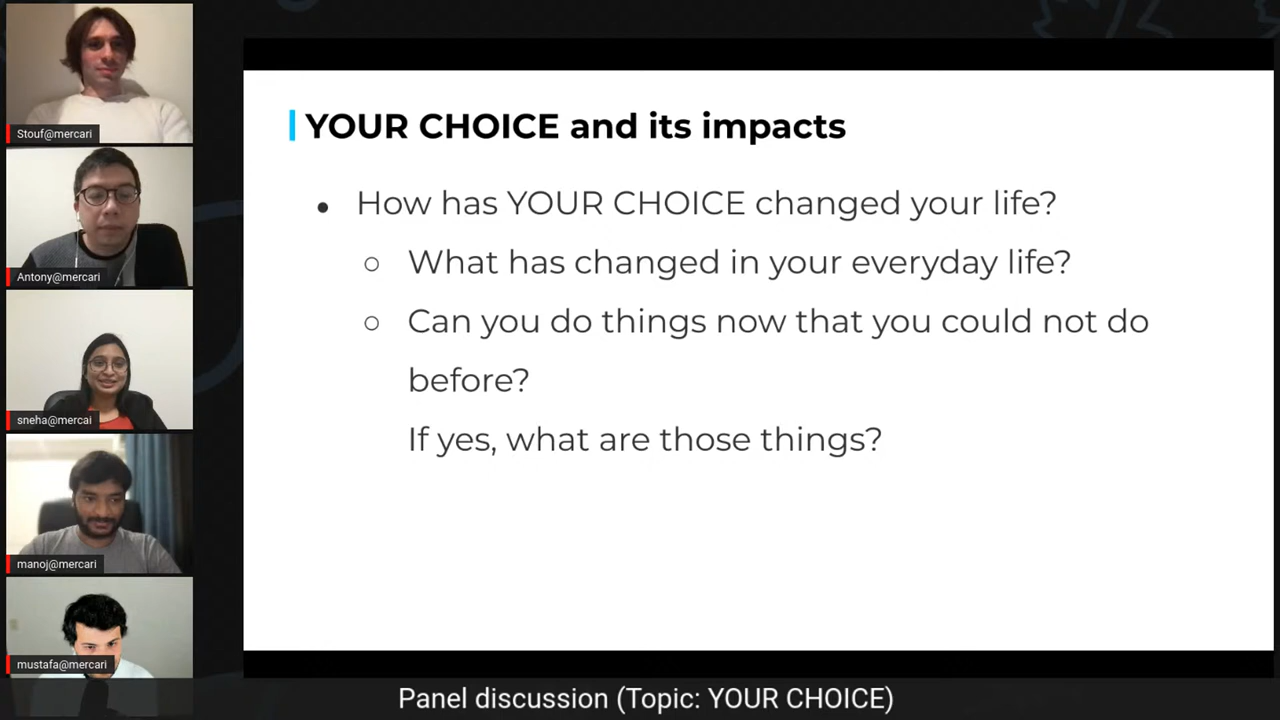 Stouf@mercari
Antony@mercari
sneha@mercai
manoj@mercari
mustafa@mercari
YOUR CHOICE and its impacts
● How has YOUR CHOICE changed your life?
○ What has changed in your everyday life?
○ Can you do things now that you could not do
before?
If yes, what are those things?
Panel discussion (Topic: YOUR CHOICE)